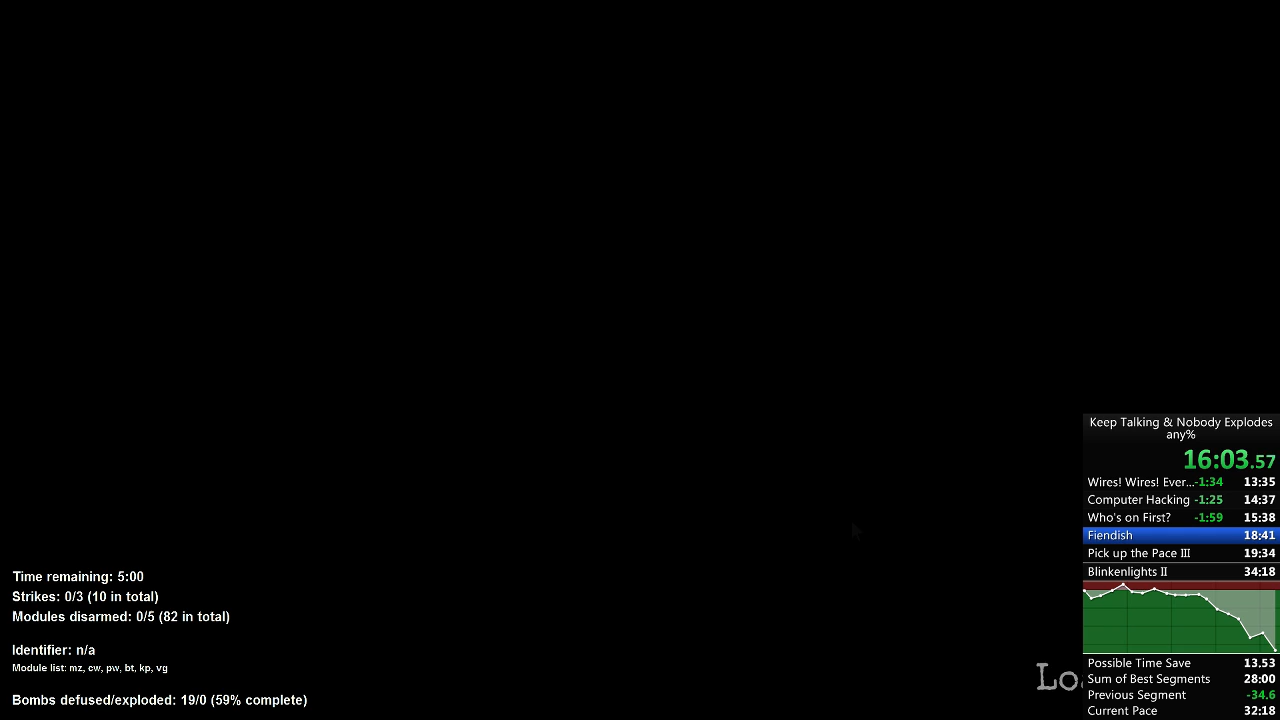 Keep Talking & Nobody Explodes
any%
16:03.57
Wires! Wires! Ever... -1:34 13:35
Computer Hacking -1:25 14:37
Who's on First? -1:59 15:38
Fiendish 18:41
Pick up the Pace III 19:34
Blinkenlights II 34:18
Time remaining: 5:00
Strikes: 0/3 (10 in total)
Modules disarmed: 0/5 (82 in total)
Identifier: n/a
Module list: mz, cw, pw, bt, kp, vg
Bombs defused/exploded: 19/0 (59% complete)
Lo
Possible Time Save 13.53
Sum of Best Segments 28:00
Previous Segment -34.6
Current Pace 32:18